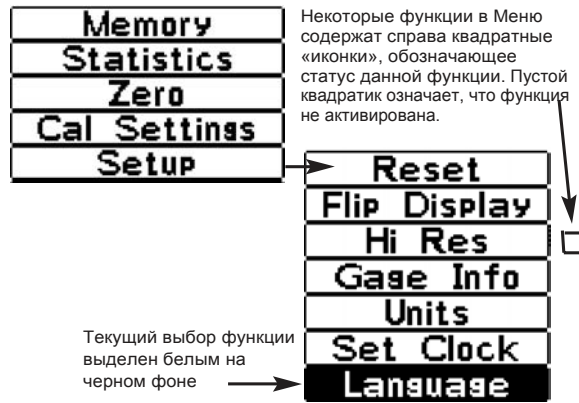 Memory
Statistics
Zero
Cal Settings
Setup
Некоторые функции в Меню
содержат справа квадратные
«иконки», обозначающее
статус данной функции. Пустой
квадратик означает, что функция
не активирована.
Reset
Flip Display
Hi Res
Gage Info
Units
Set Clock
Language
Текущий выбор функции
выделен белым на
черном фоне